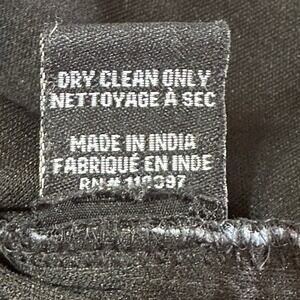 DRY CLEAN ONLY
NETTOYAGE À SEC
MADE IN INDIA
FABRIQUÉ EN INDE
RN#